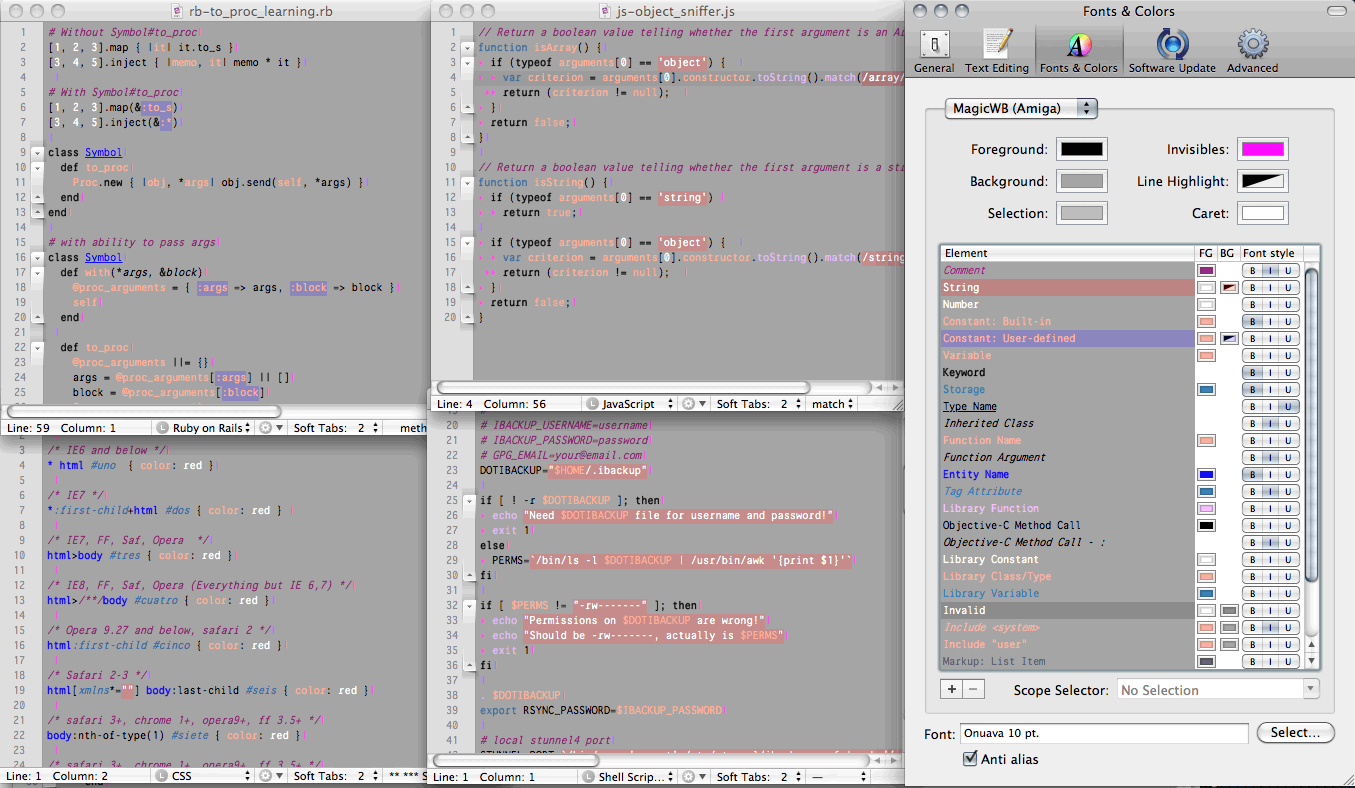 rb-to_proc_learning.rb
1 # Without Symbol#to_proc
2 [1, 2, 3].map { |it| it.to_s }
3 [3, 4, 5].inject { |memo, it| memo * it }
4
5 # With Symbol#to_proc
6 [1, 2, 3].map(&:to_s)
7 [3, 4, 5].inject(&:*)
8
9 class Symbol
10 def to_proc
11 Proc.new { |obj, *args| obj.send(self, *args) }
12 end
13 end
14
15 # with ability to pass args
16 class Symbol
17 def with(*args, &block)
18 @proc_arguments = { :args => args, :block => block }
19 self
20 end
21
22 def to_proc
23 @proc_arguments ||= {}
24 args = @proc_arguments[:args] || []
25 block = @proc_arguments[:block]
Line: 59 Column: 1 Ruby on Rails Soft Tabs: 2 meth
3 /* IE6 and below */
4 * html #uno { color: red }
5
6 /* IE7 */
7 *:first-child+html #dos { color: red }
8
9 /* IE7, FF, Saf, Opera */
10 html>body #tres { color: red }
11
12 /* IE8, FF, Saf, Opera (Everything but IE 6,7) */
13 html>/**/body #cuatro { color: red }
14
15 /* Opera 9.27 and below, safari 2 */
16 html:first-child #cinco { color: red }
17
18 /* Safari 2-3 */
19 html[xmlns*=""] body:last-child #seis { color: red }
20
21 /* safari 3+, chrome 1+, opera9+, ff 3.5+ */
22 body:nth-of-type(1) #siete { color: red }
23
24 /* safari 3+, chrome 1+, opera9+, ff 3.5+ */
Line: 1 Column: 2 CSS Soft Tabs: 2 ** *** S
js-object_sniffer.js
1 // Return a boolean value telling whether the first argument is an Ar
2 function isArray() {
3 if (typeof arguments[0] == 'object') {
4 var criterion = arguments[0].constructor.toString().match(/array/
5 return (criterion != null);
6 }
7 return false;
8 }
9
10 // Return a boolean value telling whether the first argument is a str
11 function isString() {
12 if (typeof arguments[0] == 'string')
13 return true;
14
15 if (typeof arguments[0] == 'object') {
16 var criterion = arguments[0].constructor.toString().match(/string
17 return (criterion != null);
18 }
19 return false;
20 }
Line: 4 Column: 56 JavaScript Soft Tabs: 2 match
20 # IBACKUP_USERNAME=username
21 # IBACKUP_PASSWORD=password
22 # GPG_EMAIL=your@email.com
23 DOTIBACKUP="$HOME/.ibackup"
24
25 if [ ! -r $DOTIBACKUP ]; then
26 echo "Need $DOTIBACKUP file for username and password!"
27 exit 1
28 else
29 PERMS=`/bin/ls -l $DOTIBACKUP | /usr/bin/awk '{print $1}'`
30 fi
31
32 if [ $PERMS != "-rw-------" ]; then
33 echo "Permissions on $DOTIBACKUP are wrong!"
34 echo "Should be -rw-------, actually is $PERMS"
35 exit 1
36 fi
37
38 . $DOTIBACKUP
39 export RSYNC_PASSWORD=$IBACKUP_PASSWORD
40
41 # local stunnel4 port
Line: 1 Column: 1 Shell Scrip... Soft Tabs: 2 —
Fonts & Colors
General Text Editing Fonts & Colors Software Update Advanced
MagicWB (Amiga)
Foreground: Invisibles:
Background: Line Highlight:
Selection: Caret:
Element FG BG Font style
Comment B I U
String B I U
Number B I U
Constant: Built-in B I U
Constant: User-defined B I U
Variable B I U
Keyword B I U
Storage B I U
Type Name B I U
Inherited Class B I U
Function Name B I U
Function Argument B I U
Entity Name B I U
Tag Attribute B I U
Library Function B I U
Objective-C Method Call B I U
Objective-C Method Call - : B I U
Library Constant B I U
Library Class/Type B I U
Library Variable B I U
Invalid B I U
Include <system> B I U
Include "user" B I U
Markup: List Item B I U
+ − Scope Selector: No Selection
Font: Onuava 10 pt. Select...
Anti alias